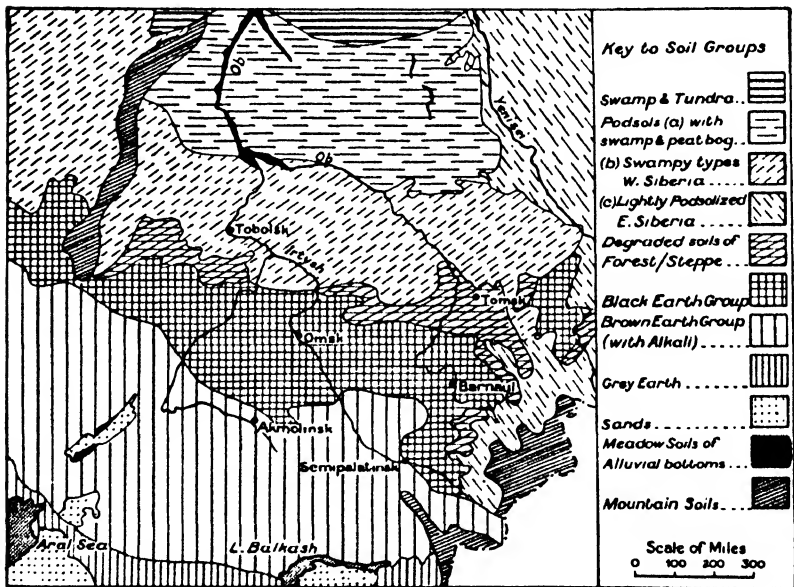 Ob
Yenisei
Ob
Tobolsk
Irtysh
Tomsk
Omsk
Barnaul
Akmolinsk
Semipalatinsk
Aral Sea
L. Balkash
Key to Soil Groups
Swamp & Tundra
Podsols (a) with
swamp & peat bog
(b) Swampy types
W. Siberia
(c) Lightly Podsolized
E. Siberia
Degraded soils of
Forest/Steppe
Black Earth Group
Brown Earth Group
(with Alkali)
Grey Earth
Sands
Meadow Soils of
Alluvial bottoms
Mountain Soils
Scale of Miles
0 100 200 300